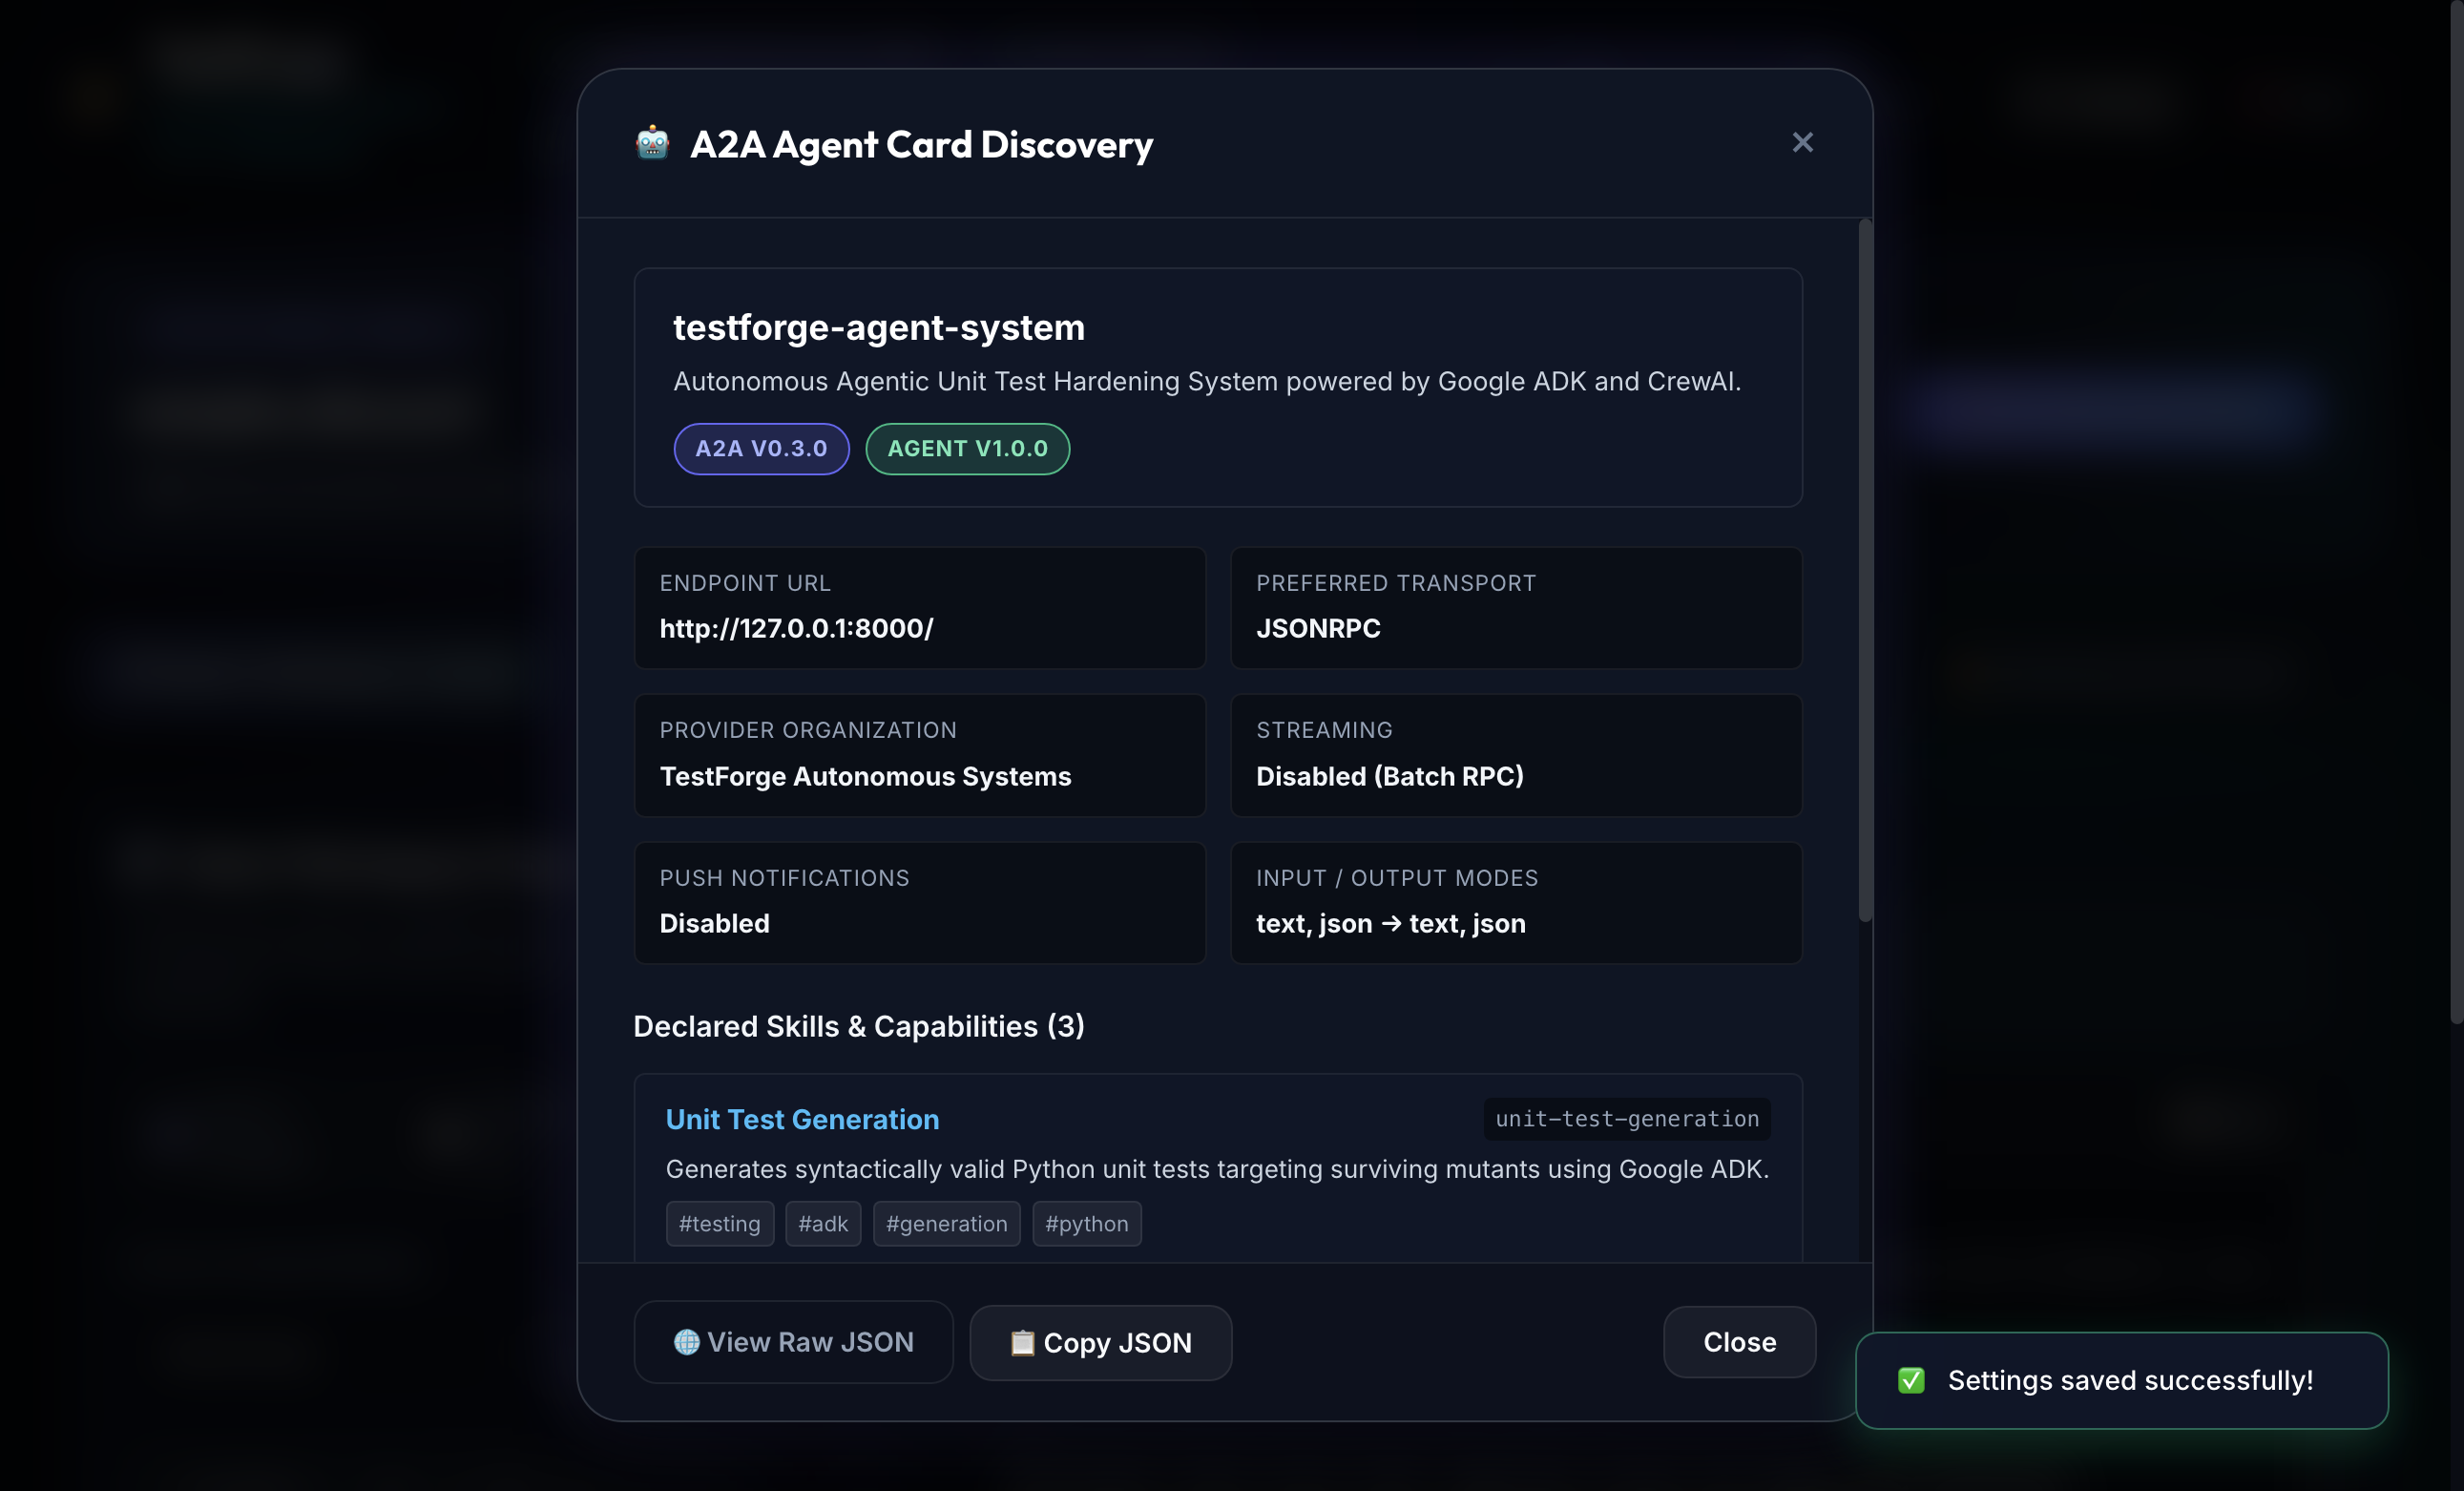 A2A Agent Card Discovery
testforge-agent-system
Autonomous Agentic Unit Test Hardening System powered by Google ADK and CrewAI.
A2A V0.3.0 AGENT V1.0.0
ENDPOINT URL
http://127.0.0.1:8000/
PREFERRED TRANSPORT
JSONRPC
PROVIDER ORGANIZATION
TestForge Autonomous Systems
STREAMING
Disabled (Batch RPC)
PUSH NOTIFICATIONS
Disabled
INPUT / OUTPUT MODES
text, json → text, json
Declared Skills & Capabilities (3)
Unit Test Generation
unit-test-generation
Generates syntactically valid Python unit tests targeting surviving mutants using Google ADK.
#testing #adk #generation #python
View Raw JSON
Copy JSON
Close
Settings saved successfully!